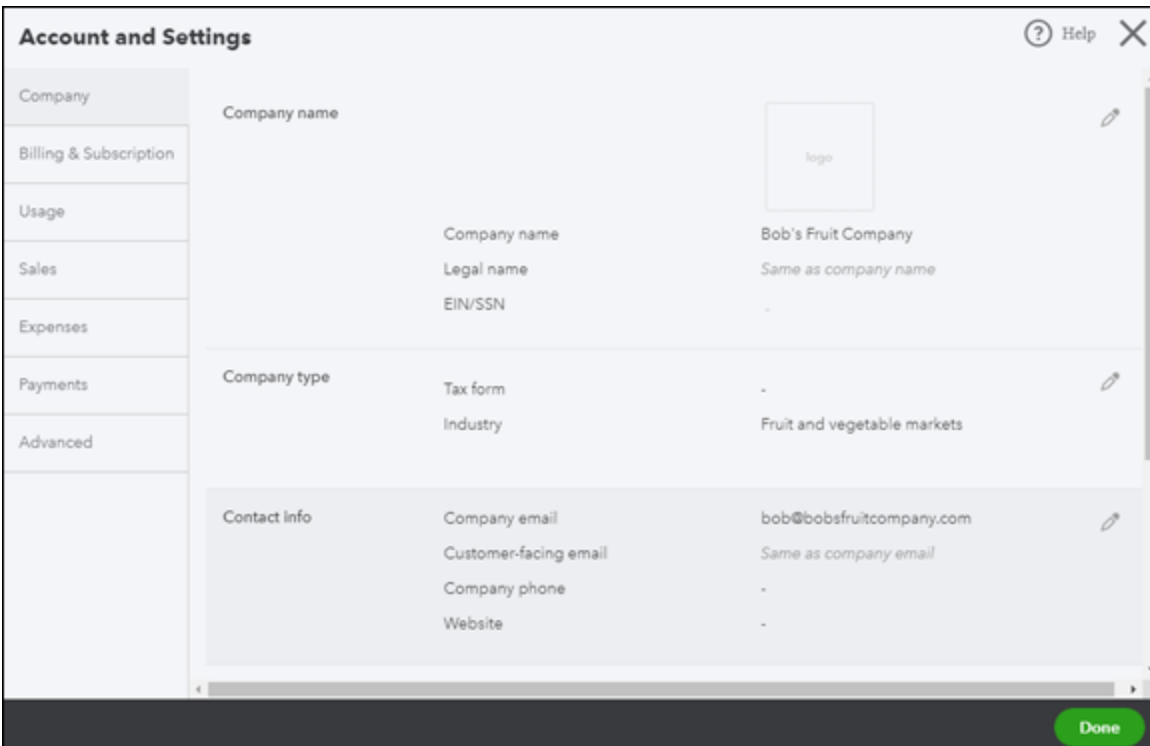 Account and Settings
? Help
Company
Billing & Subscription
Usage
Sales
Expenses
Payments
Advanced
Company name
logo
Company name Bob's Fruit Company
Legal name Same as company name
EIN/SSN -
Company type
Tax form -
Industry Fruit and vegetable markets
Contact info
Company email bob@bobsfruitcompany.com
Customer-facing email Same as company email
Company phone -
Website -
Done